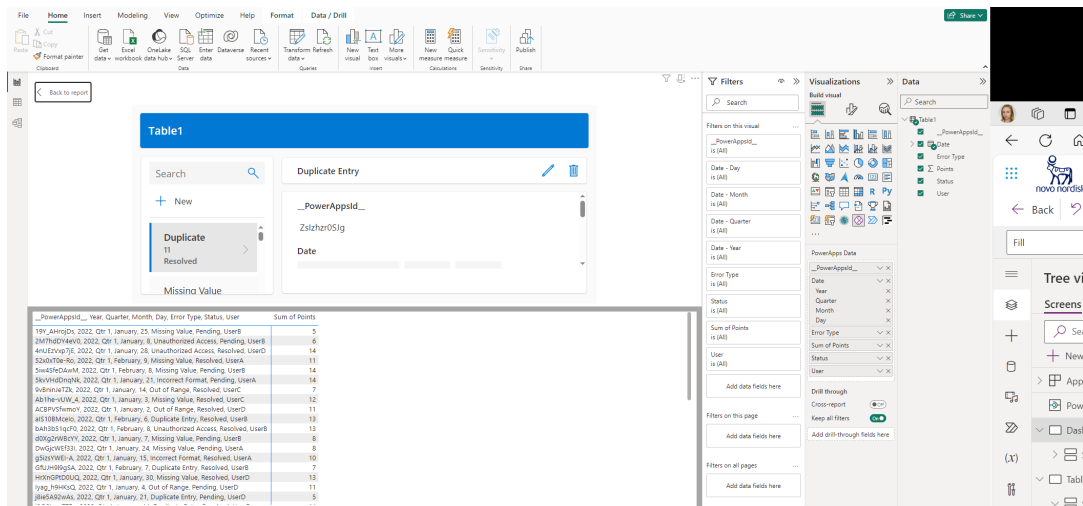 File Home Insert Modeling View Optimize Help Format Data / Drill
Share
Paste
Cut
Copy
Format painter
Clipboard
Get data
Excel workbook
OneLake data hub
SQL Server
Enter data
Dataverse
Recent sources
Data
Transform data
Refresh
Queries
New visual
Text box
More visuals
Insert
New measure
Quick measure
Calculations
Sensitivity
Sensitivity
Publish
Share
Back to report
Table1
Search
New
Duplicate
11
Resolved
Missing Value
Duplicate Entry
__PowerAppsId__
Zslzhzr0SJg
Date
__PowerAppsId__, Year, Quarter, Month, Day, Error Type, Status, User Sum of Points
19Y_AHrojDs, 2022, Qtr 1, January, 25, Missing Value, Pending, UserB 5
2M7hdDY4eV0, 2022, Qtr 1, January, 8, Unauthorized Access, Pending, UserB 6
4nUEzVxp7jE, 2022, Qtr 1, January, 28, Unauthorized Access, Resolved, UserD 14
52x0xT0e-Ro, 2022, Qtr 1, February, 9, Missing Value, Resolved, UserA 11
5iw4SfeDAwM, 2022, Qtr 1, February, 8, Missing Value, Pending 14
5kvVHdDnqNk, 2022, Qtr 1, January, 21, Incorrect Format, Pending, UserA 14
9v8ninJeTZk, 2022, Qtr 1, January, 14, Out of Range, Resolved, UserC 7
Ab1he-vUW_4, 2022, Qtr 1, January, 3, Missing Value, Resolved, UserC 12
ACBPVSfwmoY, 2022, Qtr 1, January, 2, Out of Range, Resolved, UserD 11
2022, Qtr 1, February, 6, Duplicate Entry, Resolved, UserB 13
bAh3b51qcF0, 2022, Qtr 1, January, 8, Unauthorized Access, Resolved, UserB 13
d0Xg2rWBcYY, 2022, Qtr 1, January, 7, Missing Value, Pending, UserB 8
DwGjcWEf33I, 2022, Qtr 1, January, 24, Missing Value, Pending, UserA 8
g5izsYWEI-A, 2022, Qtr 1, January, 15, Incorrect Format, Resolved, UserA 10
GfUJH9l9gSA, 2022, Qtr 1, February, 7, Duplicate Entry, Resolved, UserB 7
HrXnGPtD0UQ, 2022, Qtr 1, January, 30, Missing Value, Resolved, UserD 13
Iyag_h9HKsQ, 2022, Qtr 1, January, 4, Out of Range, Pending, UserD 11
j8ie5A92wAs, 2022, Qtr 1, January, 21, Duplicate Entry, Pending, UserD 5
Filters
Search
Filters on this visual
__PowerAppsId__
is (All)
Date - Day
is (All)
Date - Month
is (All)
Date - Quarter
is (All)
Date - Year
is (All)
Error Type
is (All)
Status
is (All)
Sum of Points
is (All)
User
is (All)
Add data fields here
Filters on this page
Add data fields here
Filters on all pages
Add data fields here
Visualizations
Build visual
R Py
PowerApps Data
__PowerAppsId__
Date
Year
Quarter
Month
Day
Error Type
Sum of Points
Status
User
Drill through
Cross-report
Off
Keep all filters
On
Add drill-through fields here
Data
Search
Table1
__PowerAppsId__
Date
Error Type
Points
Status
User
novo nordisk
Back
Fill
Tree vi
Screens
Sea
New
App
Pow
Das
S
Tabl